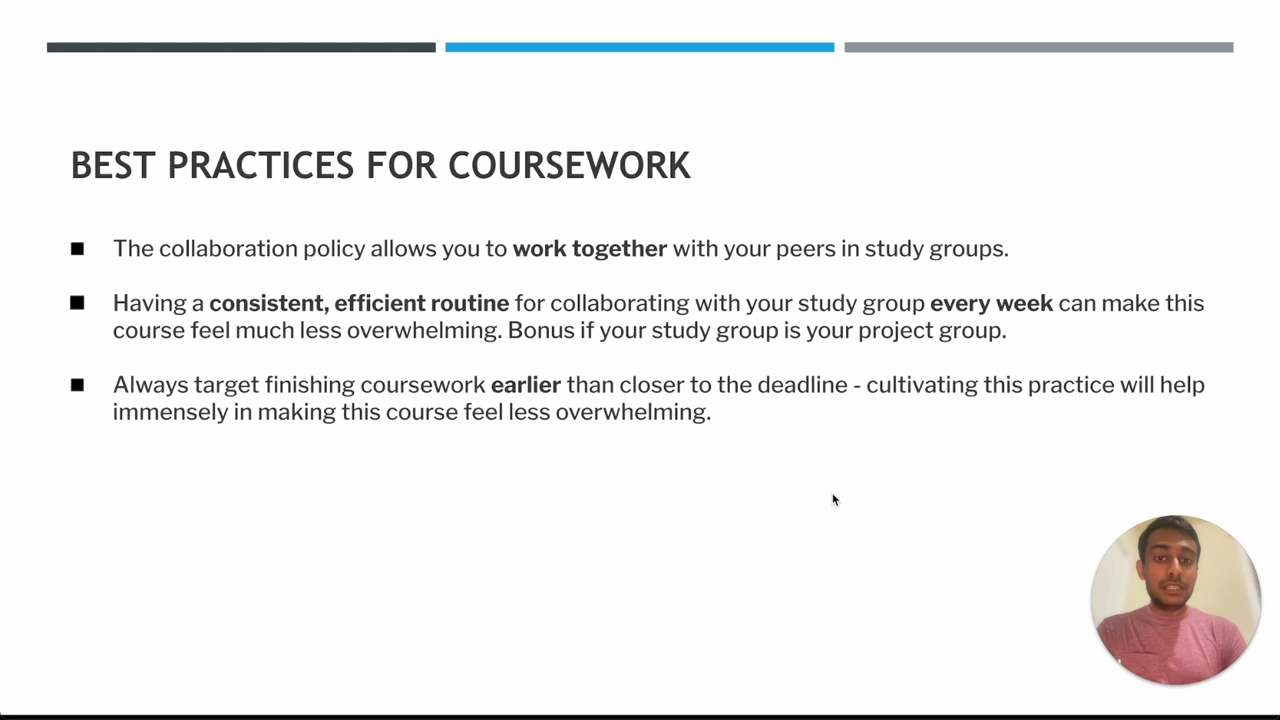 BEST PRACTICES FOR COURSEWORK
The collaboration policy allows you to work together with your peers in study groups.
Having a consistent, efficient routine for collaborating with your study group every week can make this
course feel much less overwhelming. Bonus if your study group is your project group.
Always target finishing coursework earlier than closer to the deadline - cultivating this practice will help
immensely in making this course feel less overwhelming.